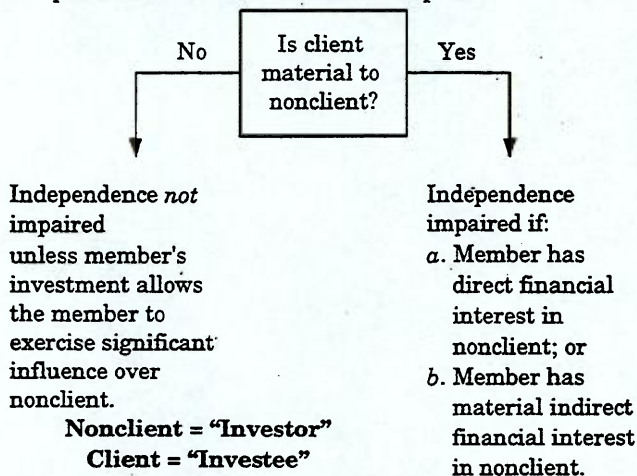 No
Is client
material to
nonclient?
Yes
Independence not
impaired
unless member's
investment allows
the member to
exercise significant
influence over
nonclient.
Nonclient = "Investor"
Client = "Investee"
Independence
impaired if:
a. Member has
direct financial
interest in
nonclient; or
b. Member has
material indirect
financial interest
in nonclient.